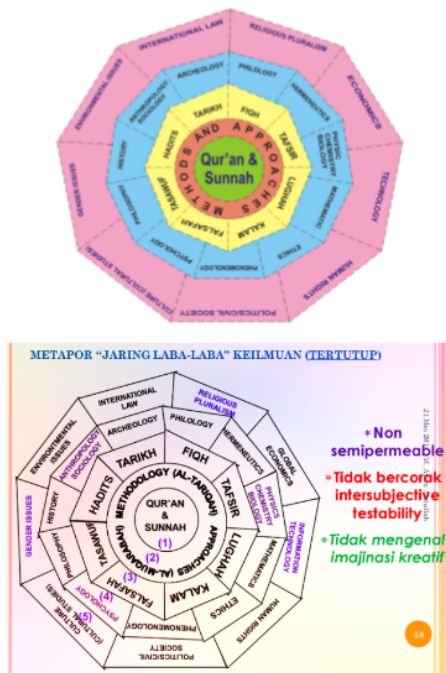 INTERNATIONAL LAW
RELIGIOUS PLURALISM
ECONOMICS
TECHNOLOGY
HUMAN RIGHTS
POLITICS/CIVIL SOCIETY
CULTURE (CULTURAL STUDIES)
GENDER ISSUES
ENVIRONMENTAL ISSUES
ARCHEOLOGY
PHILOLOGY
HERMENEUTICS
PHYSIC
CHEMISTRY
BIOLOGY
MATHEMATIC
ETHICS
PHENOMENOLOGY
PSYCHOLOGY
PHILOSOPHY
HISTORY
ANTHROPOLOGY
SOCIOLOGY
TARIKH
FIQH
TAFSIR
LUGHAH
KALAM
FALSAFAH
TASAWUF
HADITS
METHODS AND APPROACHES
Qur'an &
Sunnah
METAPOR "JARING LABA-LABA" KEILMUAN (TERTUTUP)
INTERNATIONAL
LAW
RELIGIOUS
PLURALISM
GLOBAL
ECONOMICS
INFORMATION
TECHNOLOGY
HUMAN RIGHTS
POLITICS/CIVIL
SOCIETY
CULTURE
(CULTURAL STUDIES)
(5)
GENDER ISSUES
ENVIRONTMENTAL
ISSUES
ARCHEOLOGY
PHILOLOGY
HERMENEUTICS
PHYSICS
CHEMISTRY
BIOLOGY
MATHEMATICS
ETHICS
PHENOMENOLOGY
PSYCHOLOGY
(4)
PHILOSOPHY
HISTORY
ANTHROPOLOGY
SOCIOLOGY
TARIKH
FIQH
TAFSIR
LUGHAH
KALAM
FALSAFAH
(3)
TASAWUF
HADITS
METHODOLOGY (AL-TARIQAH)
APPROACHES (AL-MUQARABAH)
(2)
QUR'AN
&
SUNNAH
(1)
*Non
semipermeable
*Tidak bercorak
intersubjective
testability
*Tidak mengenal
imajinasi kreatif
58